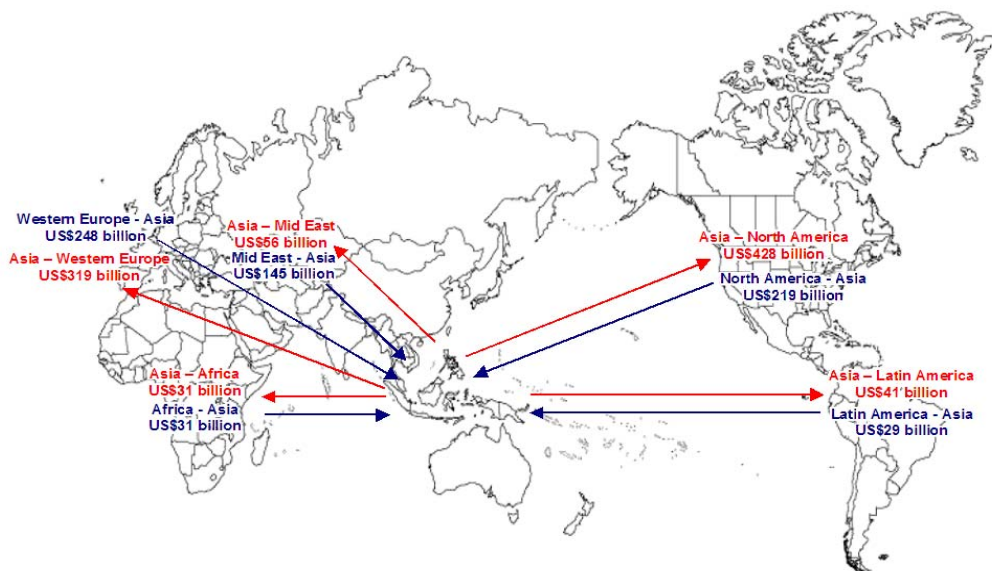 Western Europe - Asia
US$248 billion
Asia – Western Europe
US$319 billion
Asia – Mid East
US$56 billion
Mid East - Asia
US$145 billion
Asia – North America
US$428 billion
North America - Asia
US$219 billion
Asia – Africa
US$31 billion
Africa - Asia
US$31 billion
Asia – Latin America
US$41 billion
Latin America - Asia
US$29 billion